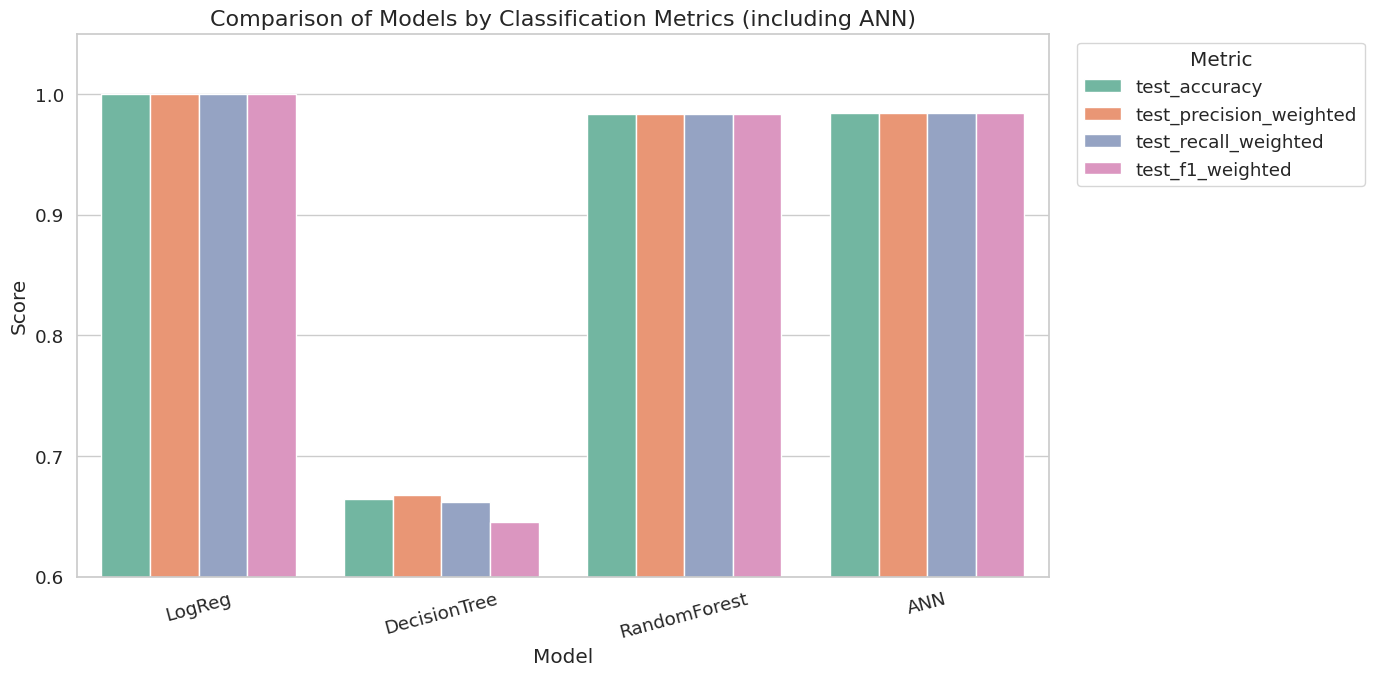 Comparison of Models by Classification Metrics (including ANN)
Metric
test_accuracy
test_precision_weighted
test_recall_weighted
test_f1_weighted
Score
1.0
0.9
0.8
0.7
0.6
LogReg
DecisionTree
RandomForest
ANN
Model